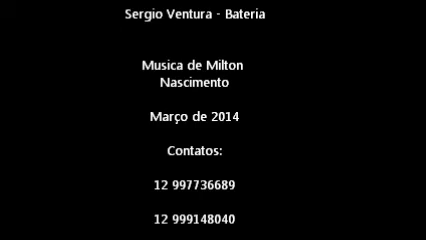 Sergio Ventura - Bateria
Musica de Milton
Nascimento
Março de 2014
Contatos:
12 997736689
12 999148040